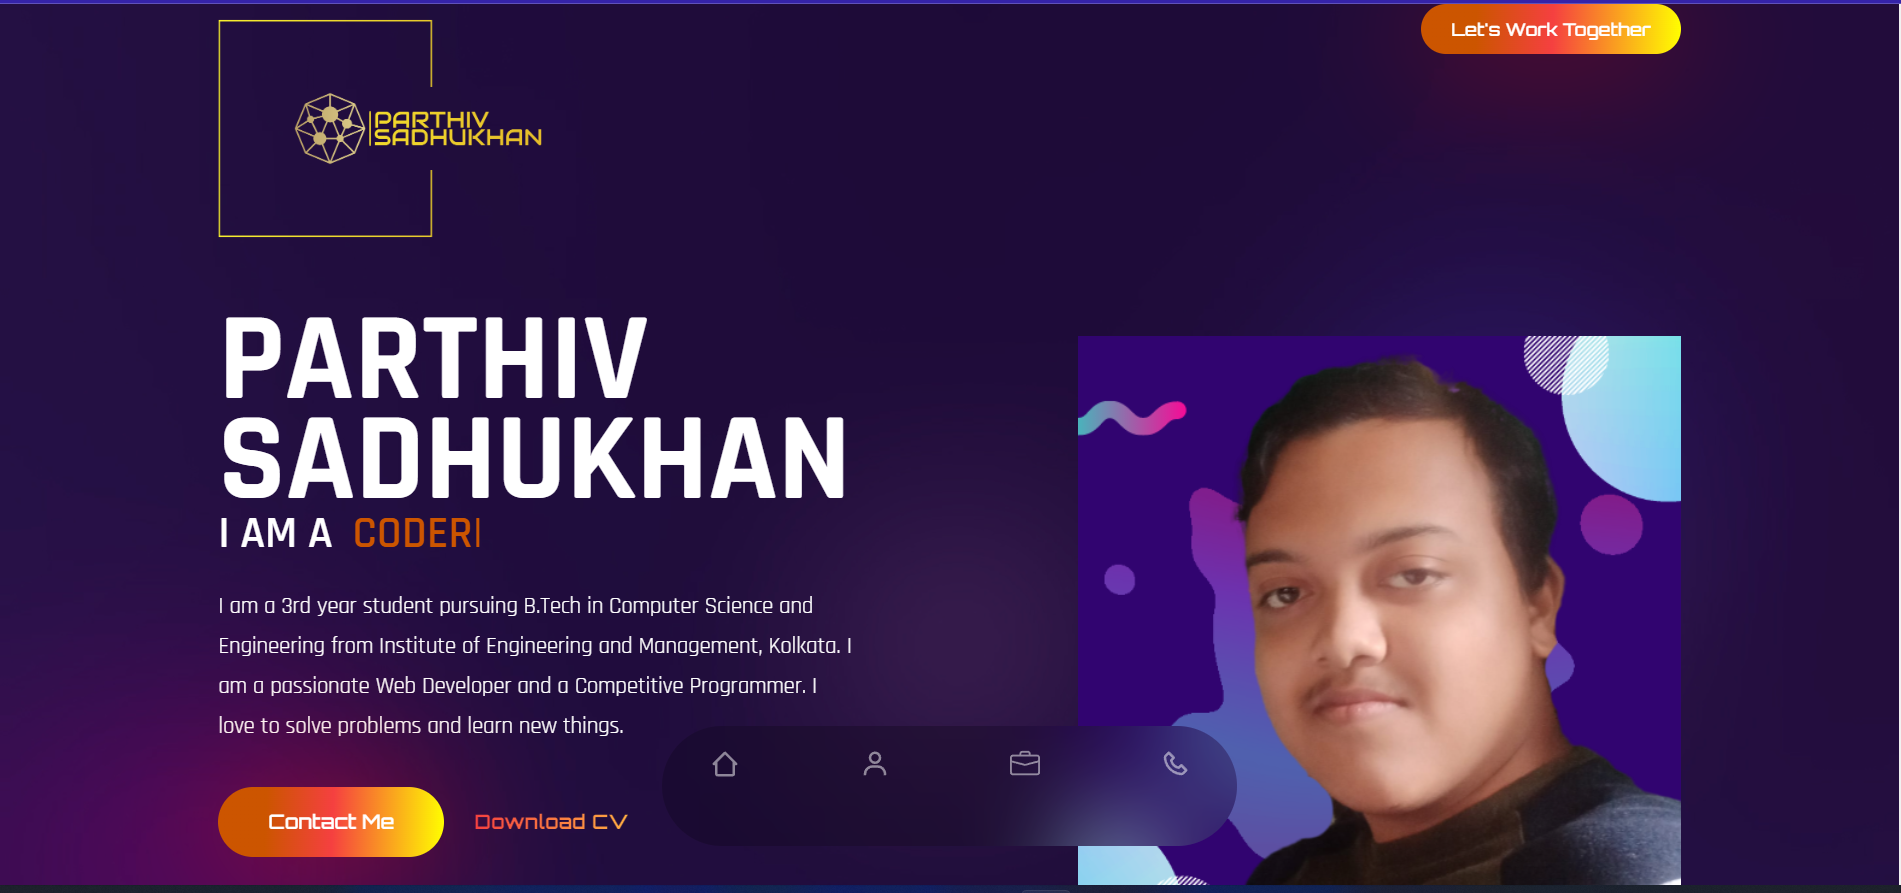 Let's Work Together
PARTHIV
SADHUKHAN
PARTHIV
SADHUKHAN
I AM A CODER
I am a 3rd year student pursuing B.Tech in Computer Science and
Engineering from Institute of Engineering and Management, Kolkata. I
am a passionate Web Developer and a Competitive Programmer. I
love to solve problems and learn new things.
Contact Me
Download CV